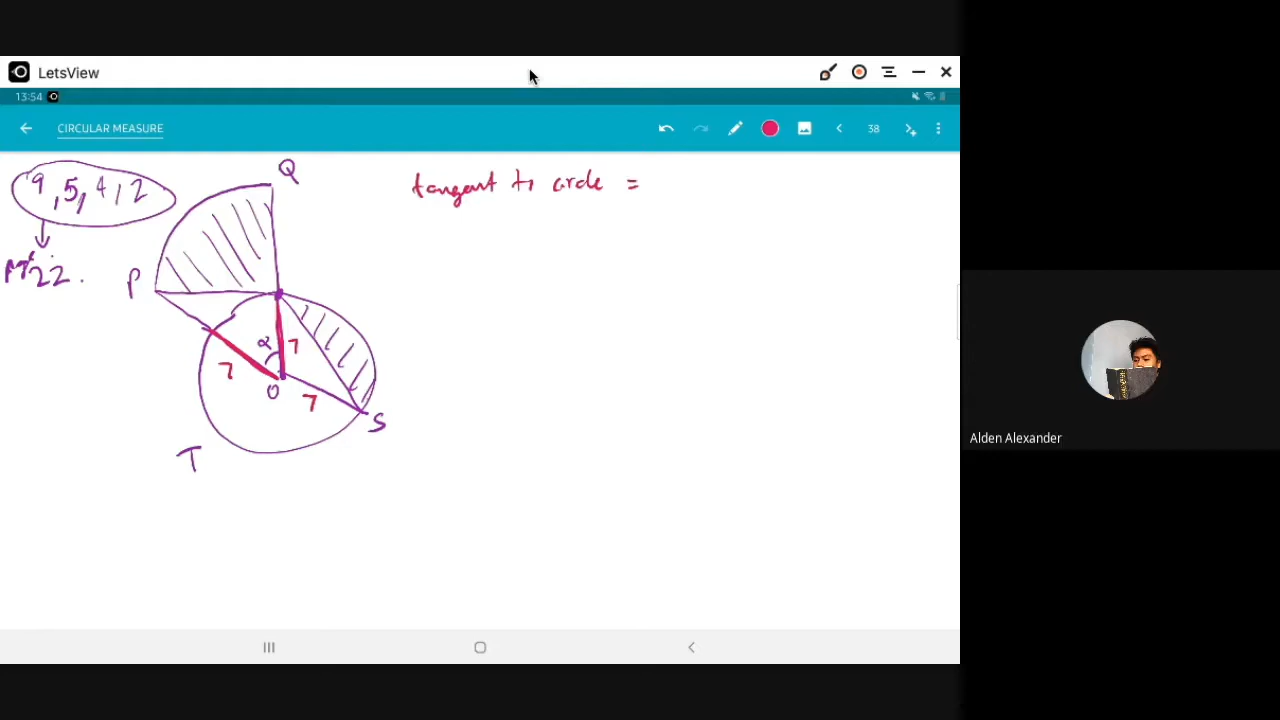 LetsView
13:54
CIRCULAR MEASURE
38
9, 5, 4, 2
Q
tangent to circle =
22.
P
α
7
7
O
7
S
T
Alden Alexander